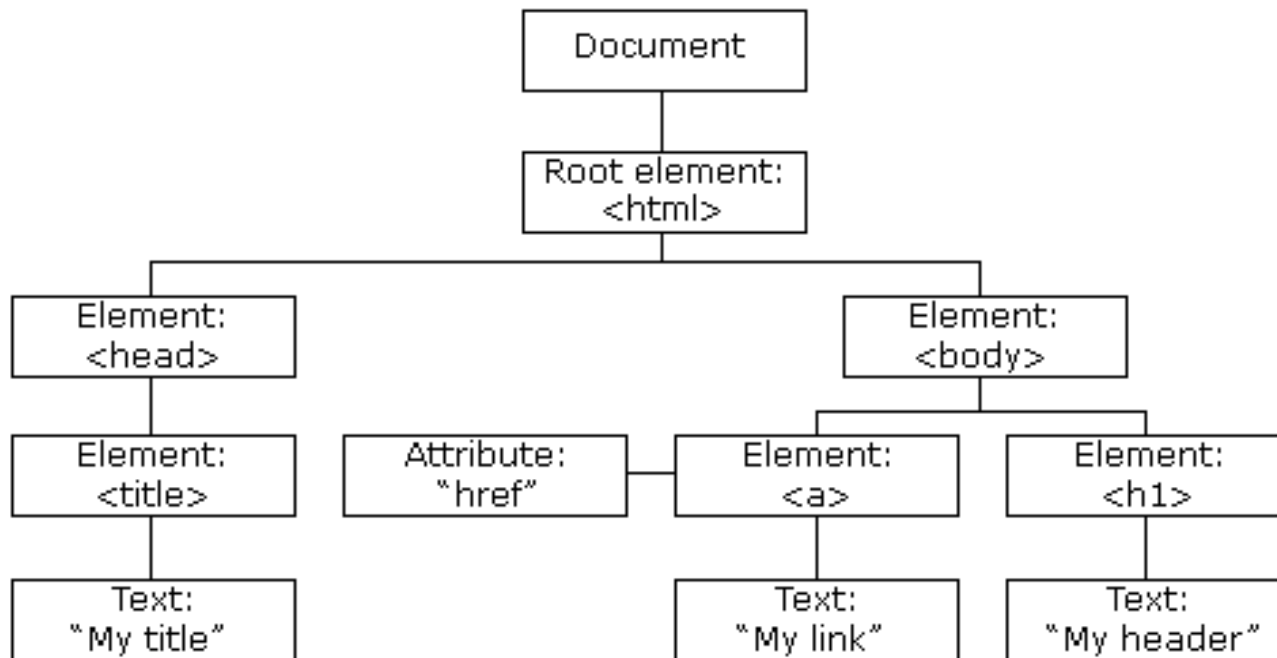 Document
Root element:
<html>
Element:
<head>
Element:
<body>
Element:
<title>
Attribute:
“href”
Element:
<a>
Element:
<h1>
Text:
“My title”
Text:
“My link”
Text:
“My header”